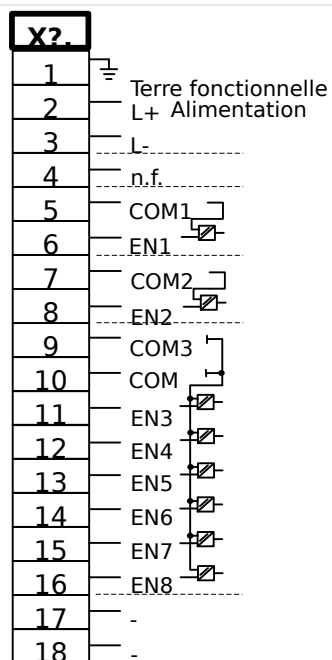 X?.
1
Terre fonctionnelle
2 L+ Alimentation
3 L-
4 n.f.
5 COM1
6 EN1
7 COM2
8 EN2
9 COM3
10 COM
11 EN3
12 EN4
13 EN5
14 EN6
15 EN7
16 EN8
17 -
18 -